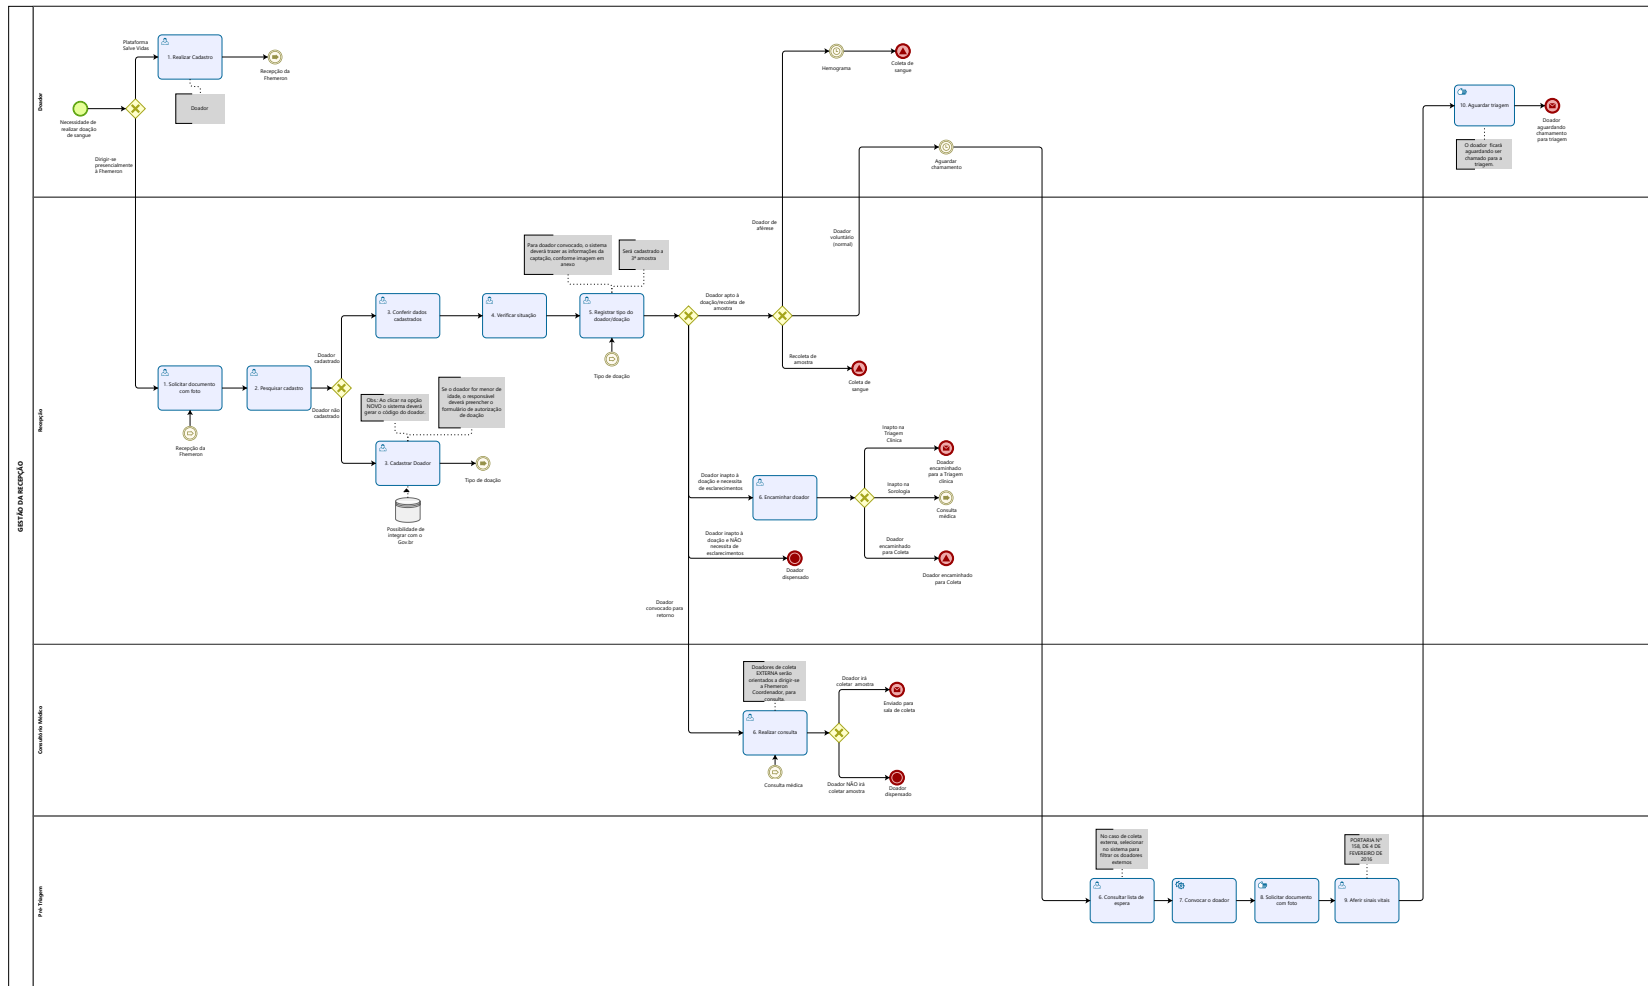 GESTÃO DA RECEPÇÃO
Doador
Plataforma
Salve Vidas
1. Realizar Cadastro
Recepção da
Fhemeron
Doador
Necessidade de
realizar doação
de sangue
Dirigir-se
presencialmente
à Fhemeron
Hemograma
Coleta de
sangue
Aguardar
chamamento
10. Aguardar triagem
Doador
aguardando
chamamento
para triagem
O doador ficará
aguardando ser
chamado para a
triagem.
Recepção
Doador de
aférese
Doador
voluntário
(normal)
Para doador convocado, o sistema
deverá trazer as informações da
captação, conforme imagem em
anexo
Será cadastrado a
3ª amostra
3. Conferir dados
cadastrados
4. Verificar situação
5. Registrar tipo do
doador/doação
Tipo de doação
Doador apto à
doação/recoleta de
amostra
Recoleta de
amostra
Coleta de
sangue
1. Solicitar documento
com foto
2. Pesquisar cadastro
Recepção da
Fhemeron
Doador
cadastrado
Doador não
cadastrado
Obs.: Ao clicar na opção
NOVO o sistema deverá
gerar o código do doador.
Se o doador for menor de
idade, o responsável
deverá preencher o
formulário de autorização
de doação
3. Cadastrar Doador
Tipo de doação
Possibilidade de
integrar com o
Gov.br
Doador inapto à
doação e necessita
de esclarecimentos
6. Encaminhar doador
Inapto na
Triagem
Clínica
Doador
encaminhado
para a Triagem
clínica
Inapto na
Sorologia
Consulta
médica
Doador
encaminhado
para Coleta
Doador encaminhado
para Coleta
Doador inapto à
doação e NÃO
necessita de
esclarecimentos
Doador
dispensado
Doador
convocado para
retorno
Consultório Médico
Doadores de coleta
EXTERNA serão
orientados a dirigir-se
a Fhemeron
Coordenador, para
consulta.
6. Realizar consulta
Consulta médica
Doador irá
coletar amostra
Enviado para
sala de coleta
Doador NÃO irá
coletar amostra
Doador
dispensado
Pré-Triagem
No caso de coleta
externa, selecionar
no sistema para
filtrar os doadores
externos
6. Consultar lista de
espera
7. Convocar o doador
8. Solicitar documento
com foto
PORTARIA Nº
158, DE 4 DE
FEVEREIRO DE
2016
9. Aferir sinais vitais